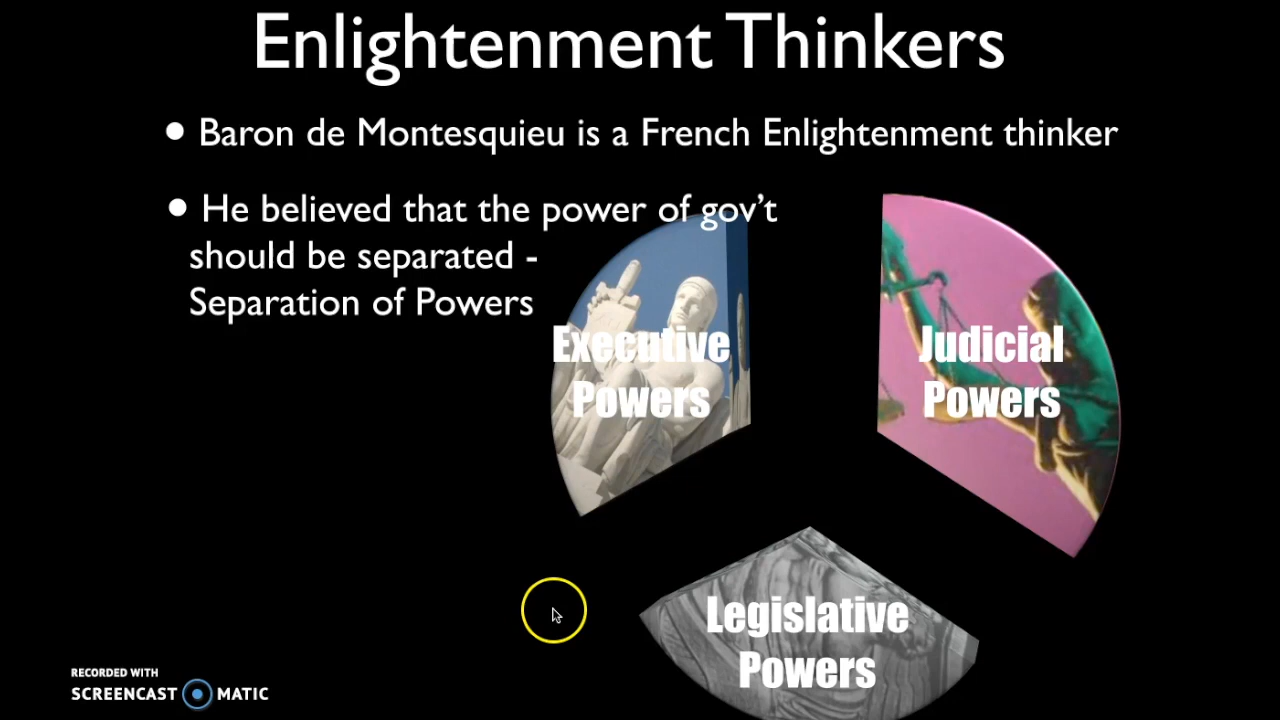 Enlightenment Thinkers
• Baron de Montesquieu is a French Enlightenment thinker
• He believed that the power of gov't
should be separated -
Separation of Powers
Executive
Powers
Judicial
Powers
Legislative
Powers
RECORDED WITH
SCREENCAST MATIC